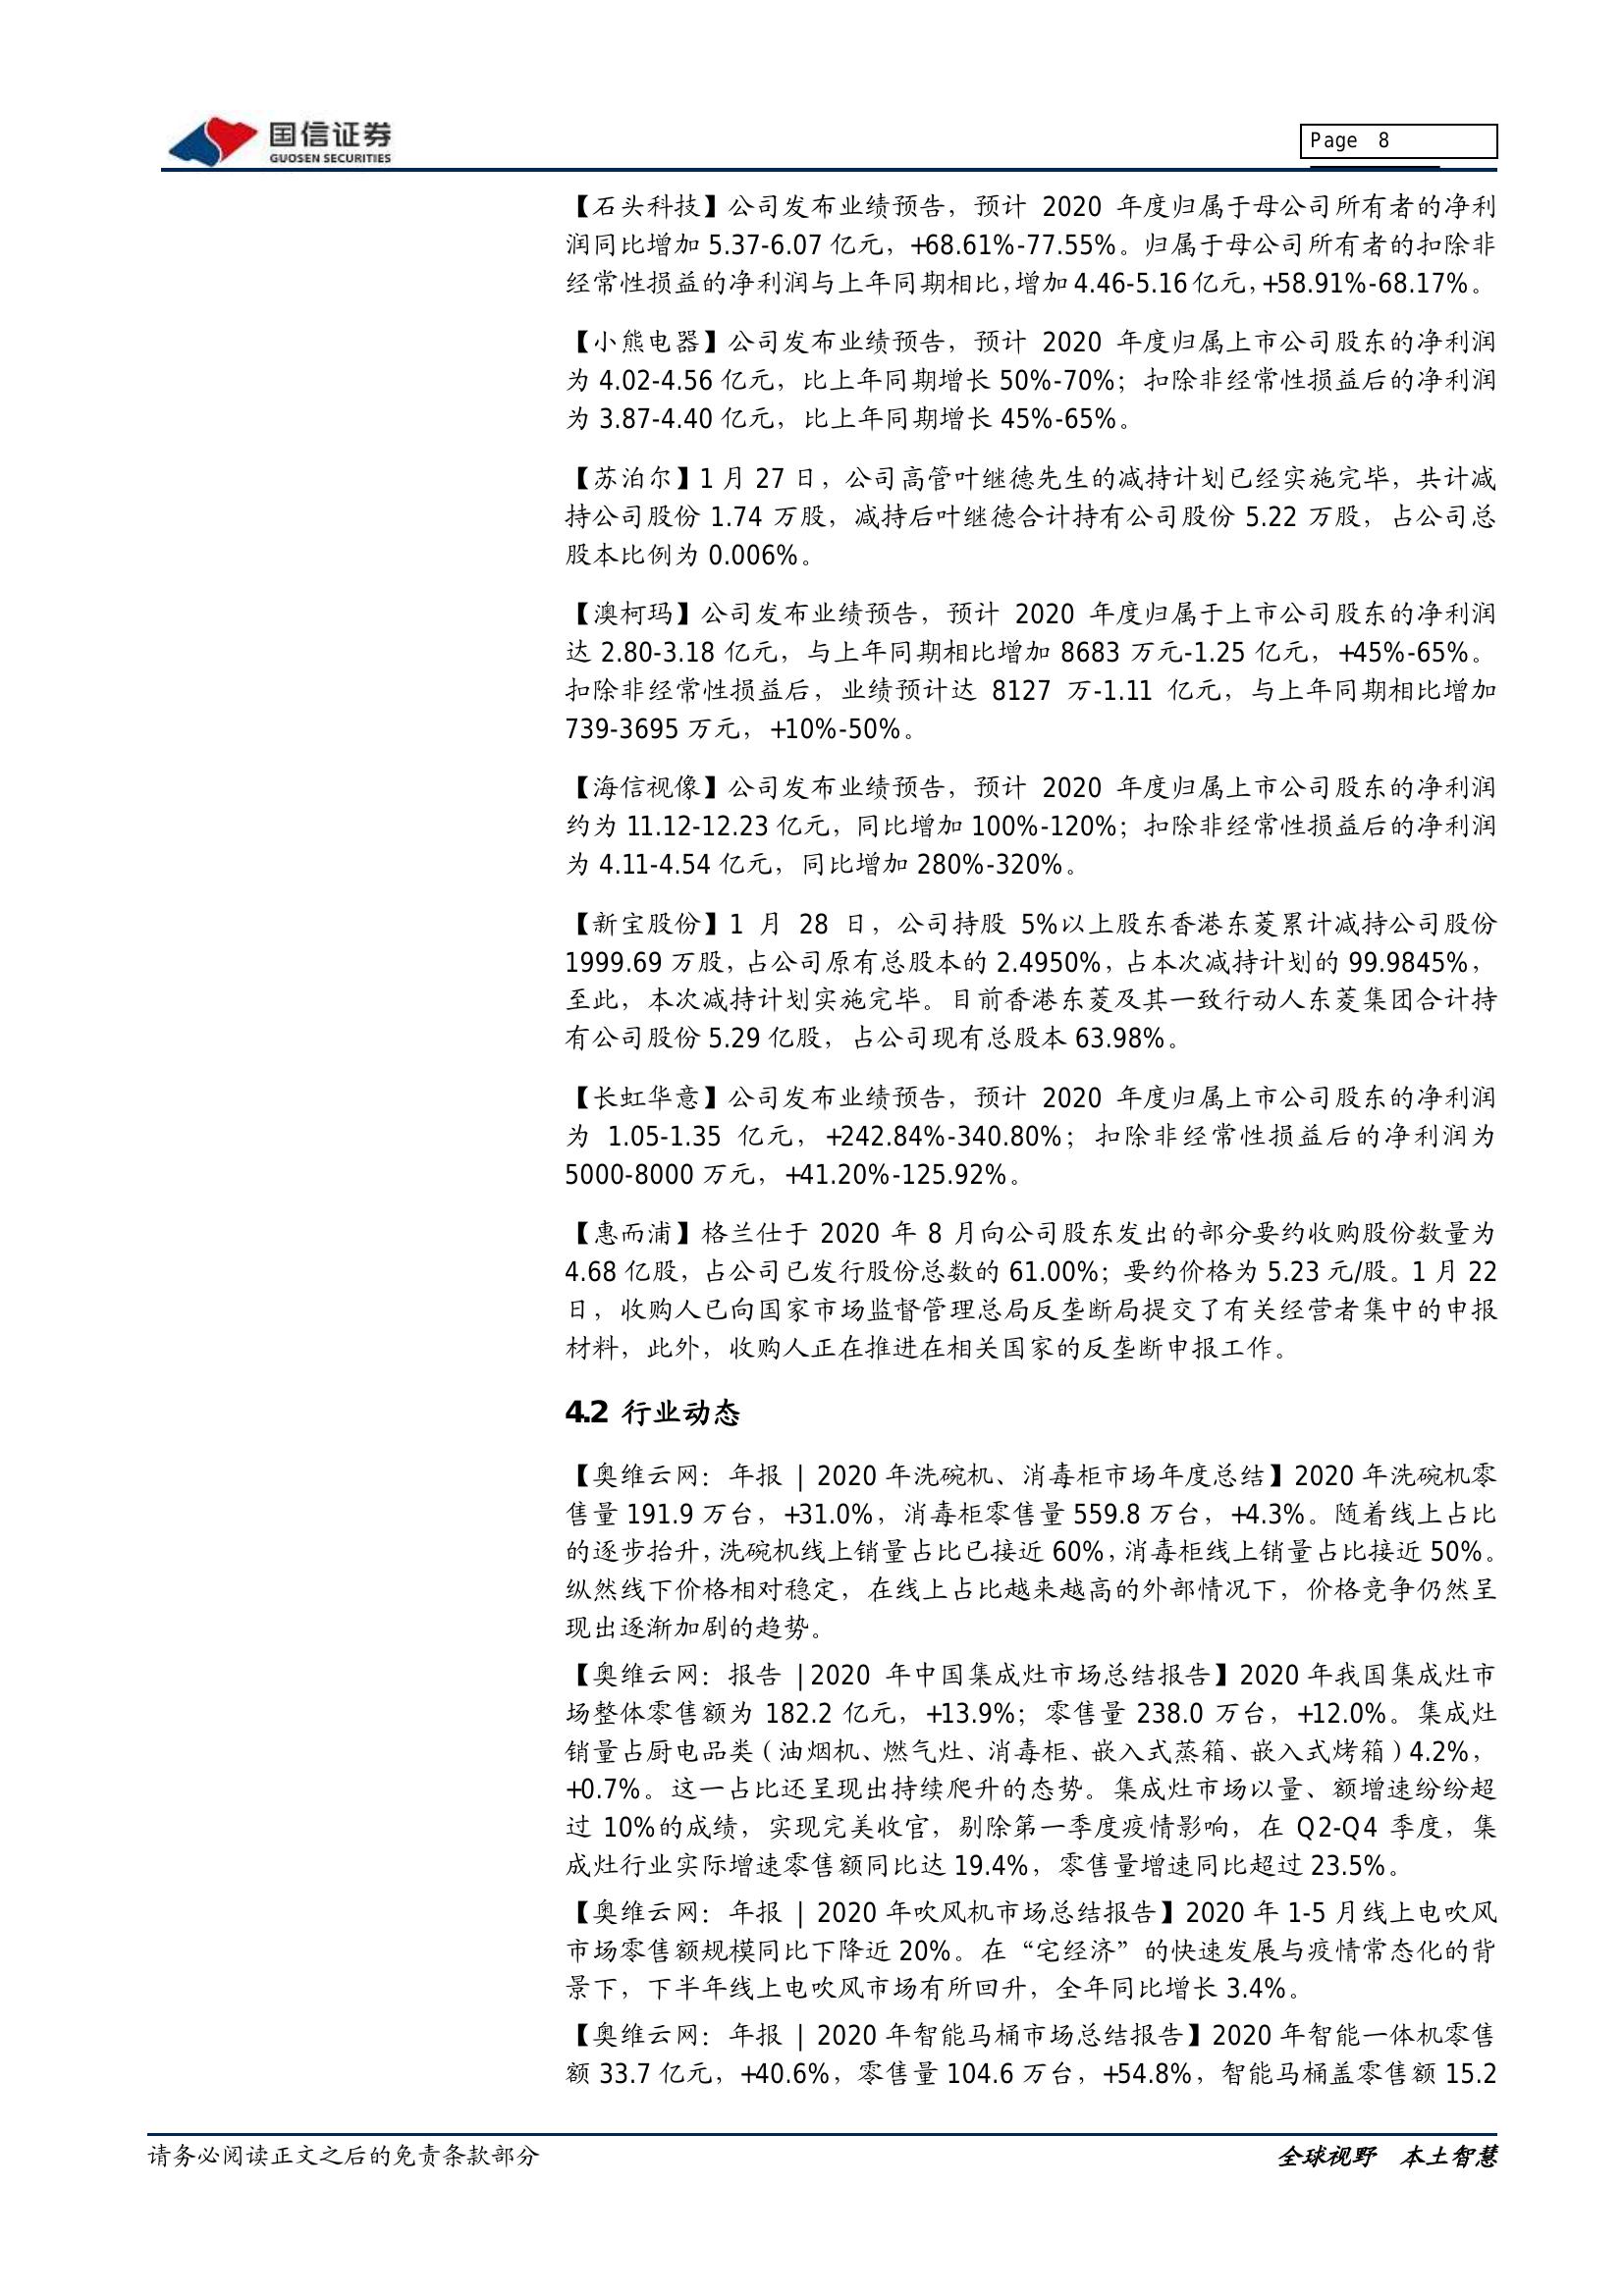 国信证券
GUOSEN SECURITIES
Page 8
【石头科技】公司发布业绩预告，预计 2020 年度归属于母公司所有者的净利
润同比增加 5.37-6.07 亿元，+68.61%-77.55%。归属于母公司所有者的扣除非
经常性损益的净利润与上年同期相比，增加 4.46-5.16 亿元，+58.91%-68.17%。
【小熊电器】公司发布业绩预告，预计 2020 年度归属上市公司股东的净利润
为 4.02-4.56 亿元，比上年同期增长 50%-70%；扣除非经常性损益后的净利润
为 3.87-4.40 亿元，比上年同期增长 45%-65%。
【苏泊尔】1 月 27 日，公司高管叶继德先生的减持计划已经实施完毕，共计减
持公司股份 1.74 万股，减持后叶继德合计持有公司股份 5.22 万股，占公司总
股本比例为 0.006%。
【澳柯玛】公司发布业绩预告，预计 2020 年度归属于上市公司股东的净利润
达 2.80-3.18 亿元，与上年同期相比增加 8683 万元-1.25 亿元，+45%-65%。
扣除非经常性损益后，业绩预计达 8127 万-1.11 亿元，与上年同期相比增加
739-3695 万元，+10%-50%。
【海信视像】公司发布业绩预告，预计 2020 年度归属上市公司股东的净利润
约为 11.12-12.23 亿元，同比增加 100%-120%；扣除非经常性损益后的净利润
为 4.11-4.54 亿元，同比增加 280%-320%。
【新宝股份】1 月 28 日，公司持股 5%以上股东香港东菱累计减持公司股份
1999.69 万股，占公司原有总股本的 2.4950%，占本次减持计划的 99.9845%，
至此，本次减持计划实施完毕。目前香港东菱及其一致行动人东菱集团合计持
有公司股份 5.29 亿股，占公司现有总股本 63.98%。
【长虹华意】公司发布业绩预告，预计 2020 年度归属上市公司股东的净利润
为 1.05-1.35 亿元，+242.84%-340.80%；扣除非经常性损益后的净利润为
5000-8000 万元，+41.20%-125.92%。
【惠而浦】格兰仕于 2020 年 8 月向公司股东发出的部分要约收购股份数量为
4.68 亿股，占公司已发行股份总数的 61.00%；要约价格为 5.23 元/股。1 月 22
日，收购人已向国家市场监督管理总局反垄断局提交了有关经营者集中的申报
材料，此外，收购人正在推进在相关国家的反垄断申报工作。
4.2 行业动态
【奥维云网：年报 | 2020 年洗碗机、消毒柜市场年度总结】2020 年洗碗机零
售量 191.9 万台，+31.0%，消毒柜零售量 559.8 万台，+4.3%。随着线上占比
的逐步抬升，洗碗机线上销量占比已接近 60%，消毒柜线上销量占比接近 50%。
纵然线下价格相对稳定，在线上占比越来越高的外部情况下，价格竞争仍然呈
现出逐渐加剧的趋势。
【奥维云网：报告 |2020 年中国集成灶市场总结报告】2020 年我国集成灶市
场整体零售额为 182.2 亿元，+13.9%；零售量 238.0 万台，+12.0%。集成灶
销量占厨电品类（油烟机、燃气灶、消毒柜、嵌入式蒸箱、嵌入式烤箱）4.2%，
+0.7%。这一占比还呈现出持续爬升的态势。集成灶市场以量、额增速纷纷超
过 10%的成绩，实现完美收官，剔除第一季度疫情影响，在 Q2-Q4 季度，集
成灶行业实际增速零售额同比达 19.4%，零售量增速同比超过 23.5%。
【奥维云网：年报 | 2020 年吹风机市场总结报告】2020 年 1-5 月线上电吹风
市场零售额规模同比下降近 20%。在“宅经济”的快速发展与疫情常态化的背
景下，下半年线上电吹风市场有所回升，全年同比增长 3.4%。
【奥维云网：年报 | 2020 年智能马桶市场总结报告】2020 年智能一体机零售
额 33.7 亿元，+40.6%，零售量 104.6 万台，+54.8%，智能马桶盖零售额 15.2
请务必阅读正文之后的免责条款部分
全球视野 本土智慧